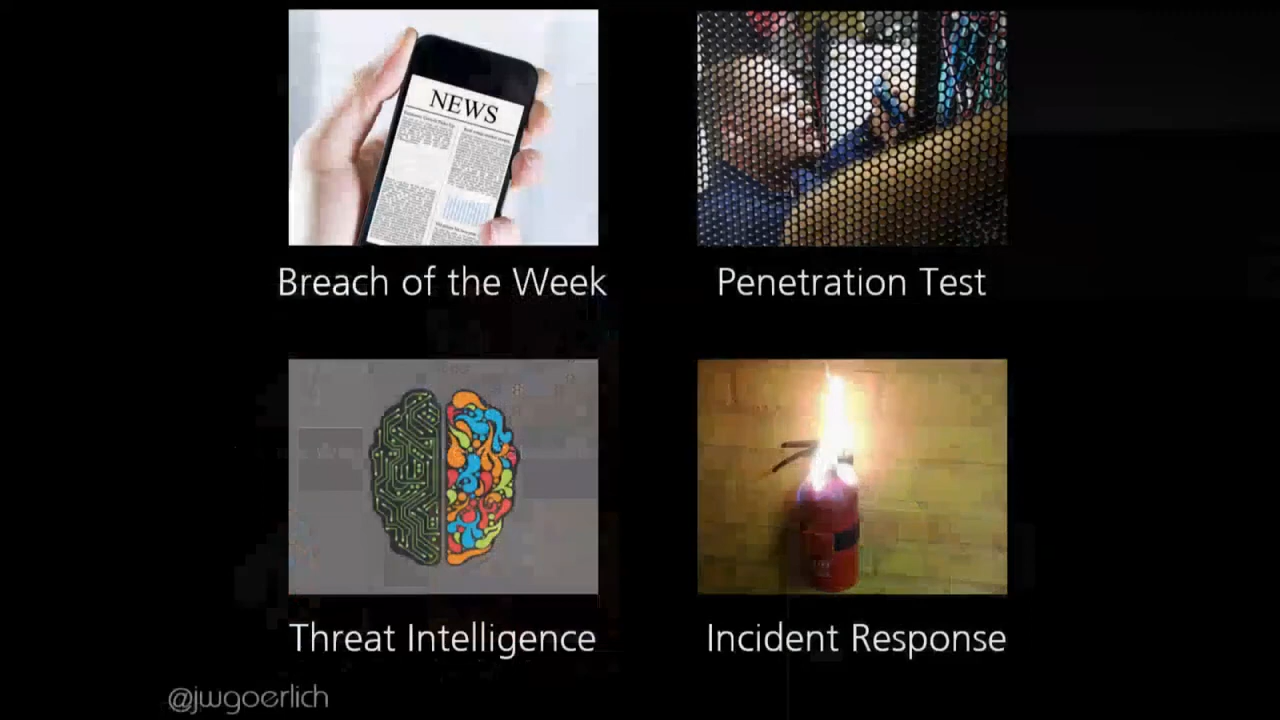 NEWS
Breach of the Week
Penetration Test
Threat Intelligence
Incident Response
@jwgoerlich